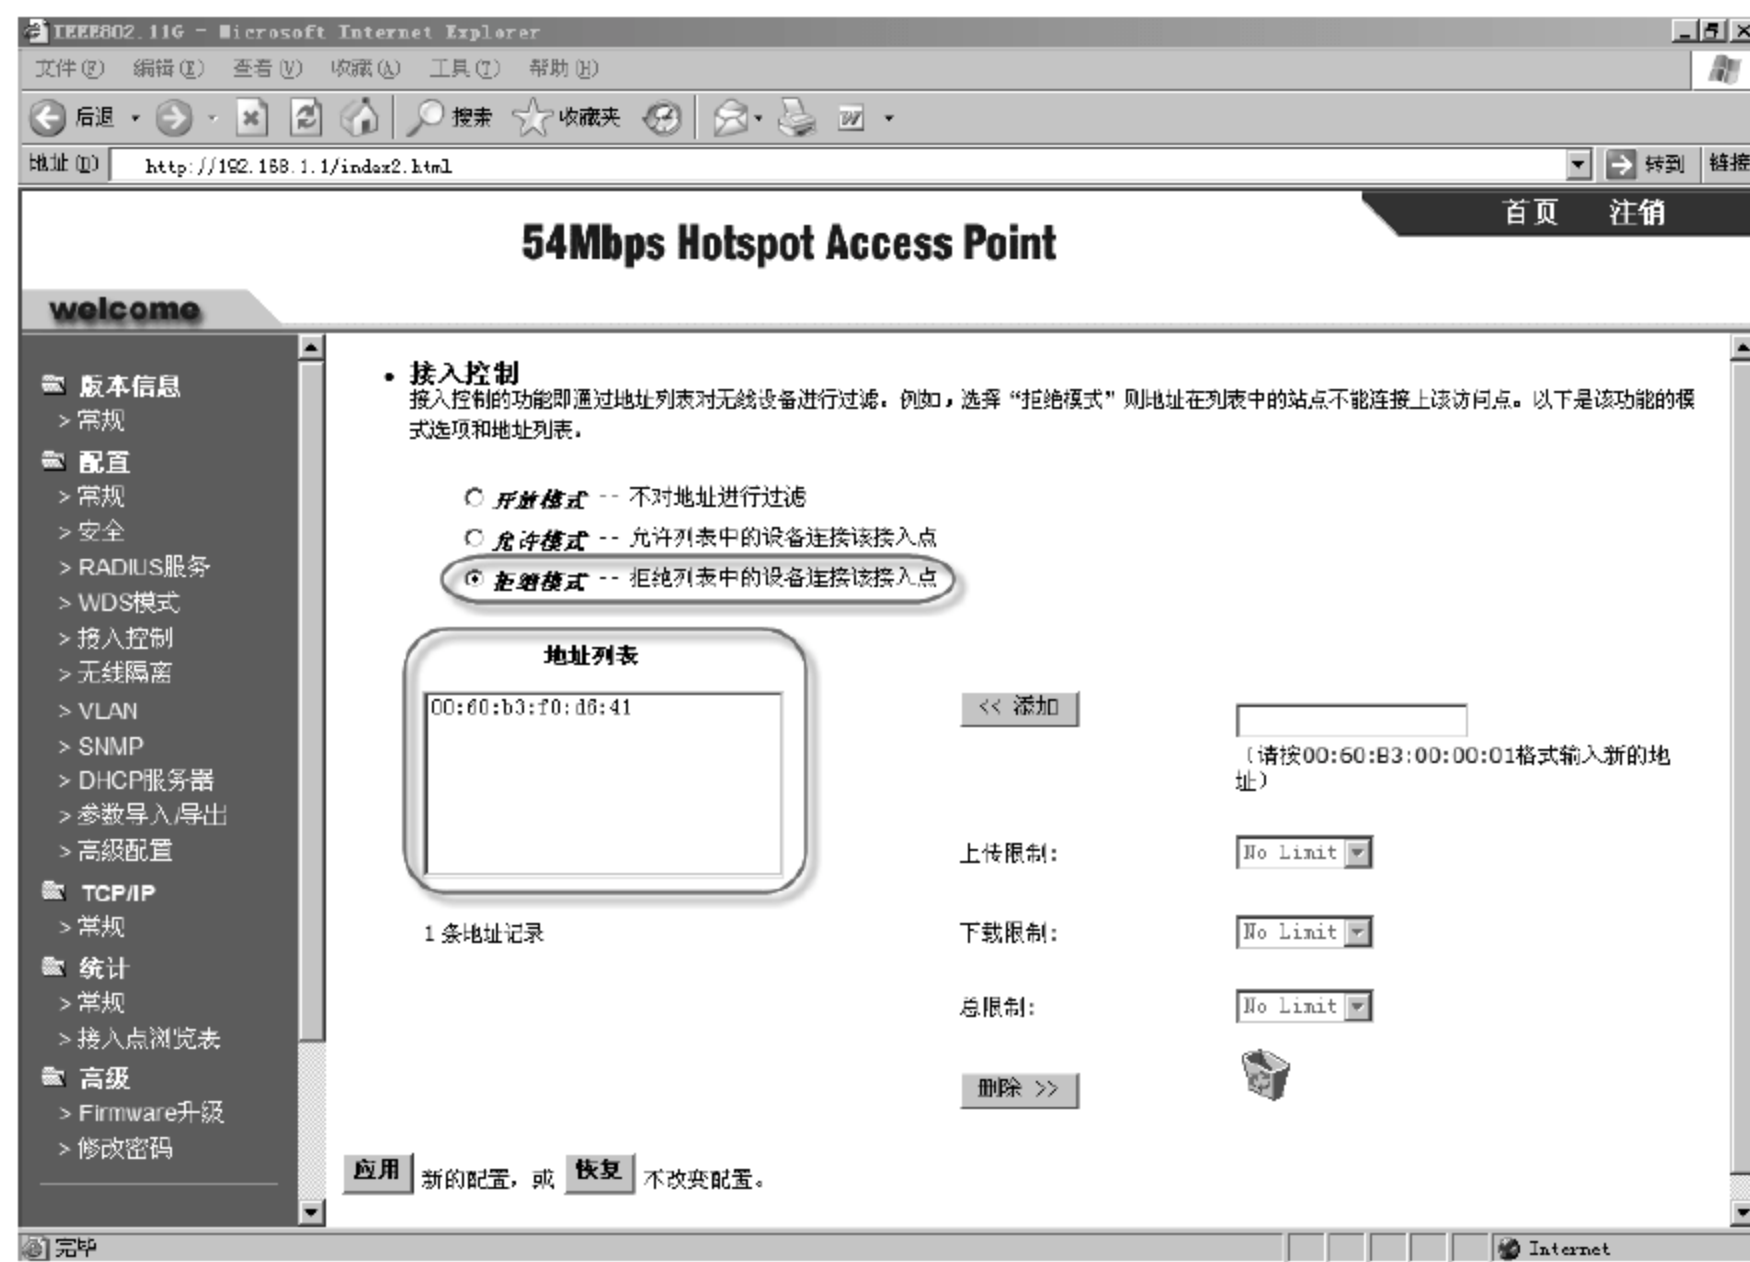 IEEE802.11G - Microsoft Internet Explorer
文件(F) 编辑(E) 查看(V) 收藏(A) 工具(T) 帮助(H)
后退 搜索 收藏夹
地址(D) http://192.168.1.1/index2.html 转到 链接
首页 注销
54Mbps Hotspot Access Point
welcome
版本信息
> 常规
配置
> 常规
> 安全
> RADIUS服务
> WDS模式
> 接入控制
> 无线隔离
> VLAN
> SNMP
> DHCP服务器
> 参数导入/导出
> 高级配置
TCP/IP
> 常规
统计
> 常规
> 接入点浏览表
高级
> Firmware升级
> 修改密码
• 接入控制
接入控制的功能即通过地址列表对无线设备进行过滤。例如，选择“拒绝模式”则地址在列表中的站点不能连接上该访问点。以下是该功能的模
式选项和地址列表。
开放模式 -- 不对地址进行过滤
允许模式 -- 允许列表中的设备连接该接入点
拒绝模式 -- 拒绝列表中的设备连接该接入点
地址列表
00:60:b3:f0:d6:41
<< 添加
（请按00:60:B3:00:00:01格式输入新的地
址）
上传限制: No Limit
1 条地址记录
下载限制: No Limit
总限制: No Limit
删除 >>
应用 新的配置，或 恢复 不改变配置。
完毕 Internet